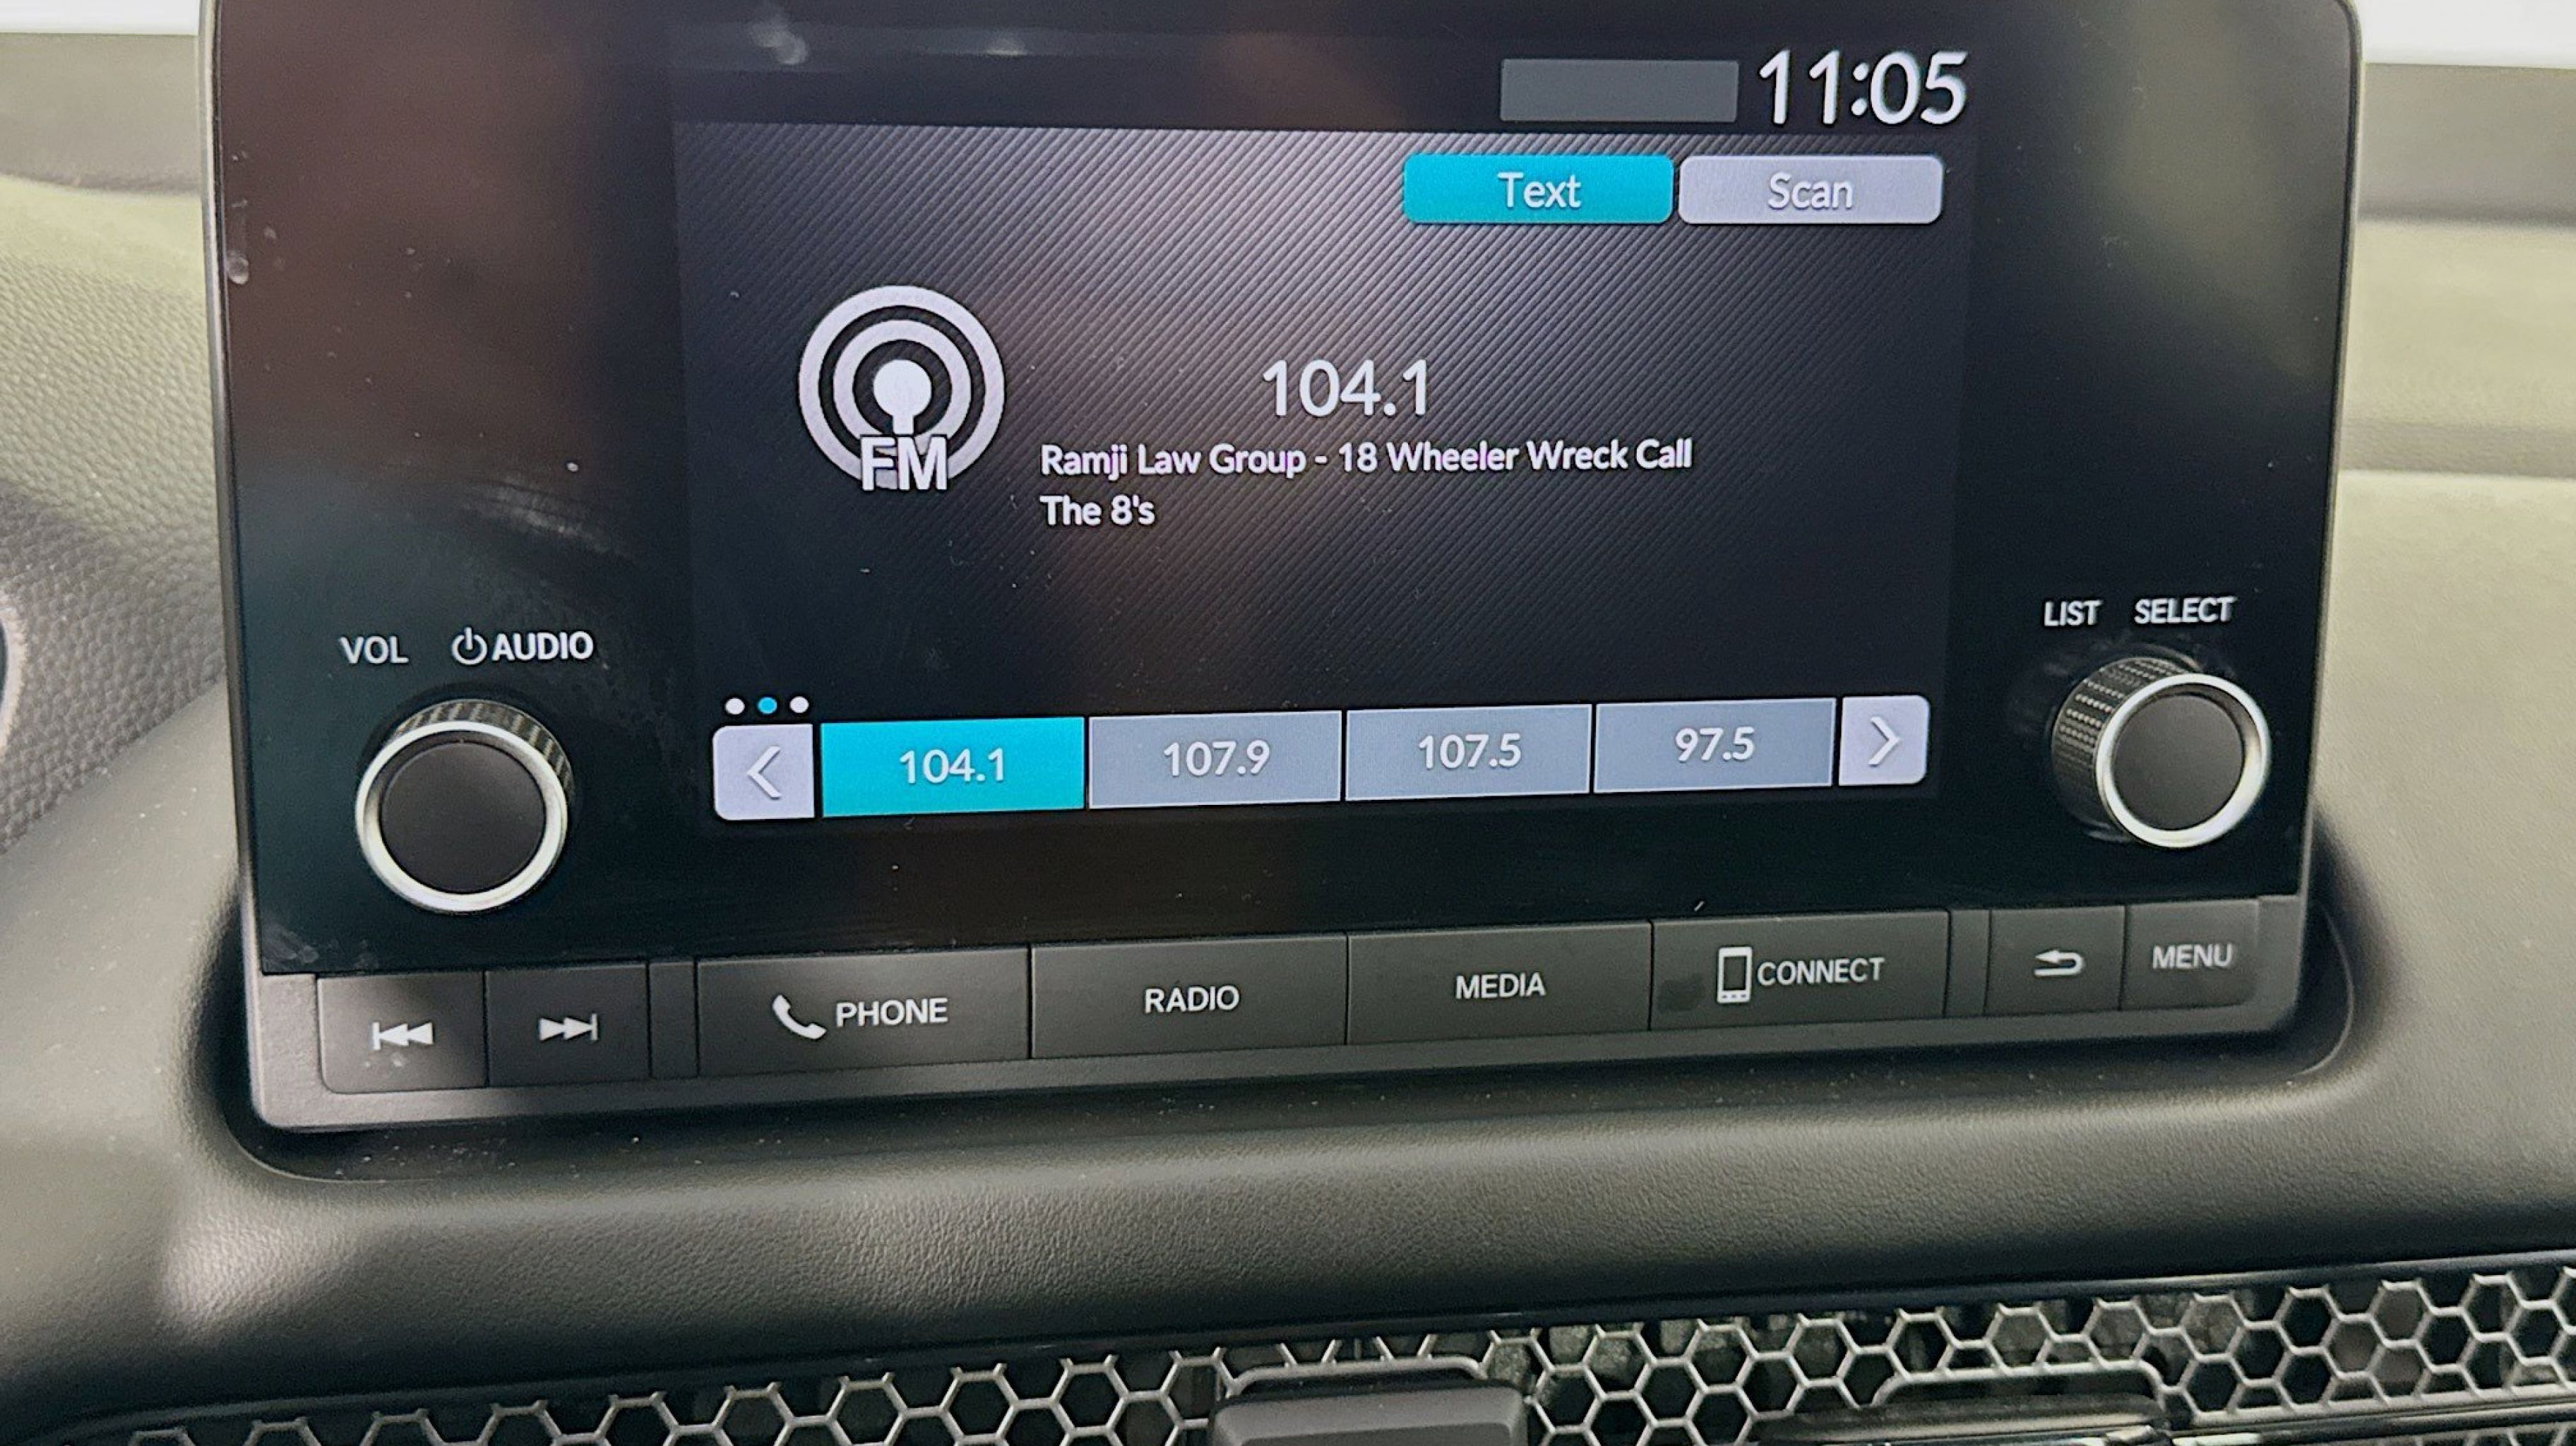 11:05
Text Scan
104.1
FM
Ramji Law Group - 18 Wheeler Wreck Call
The 8's
LIST SELECT
VOL AUDIO
104.1 107.9 107.5 97.5
PHONE RADIO MEDIA CONNECT MENU